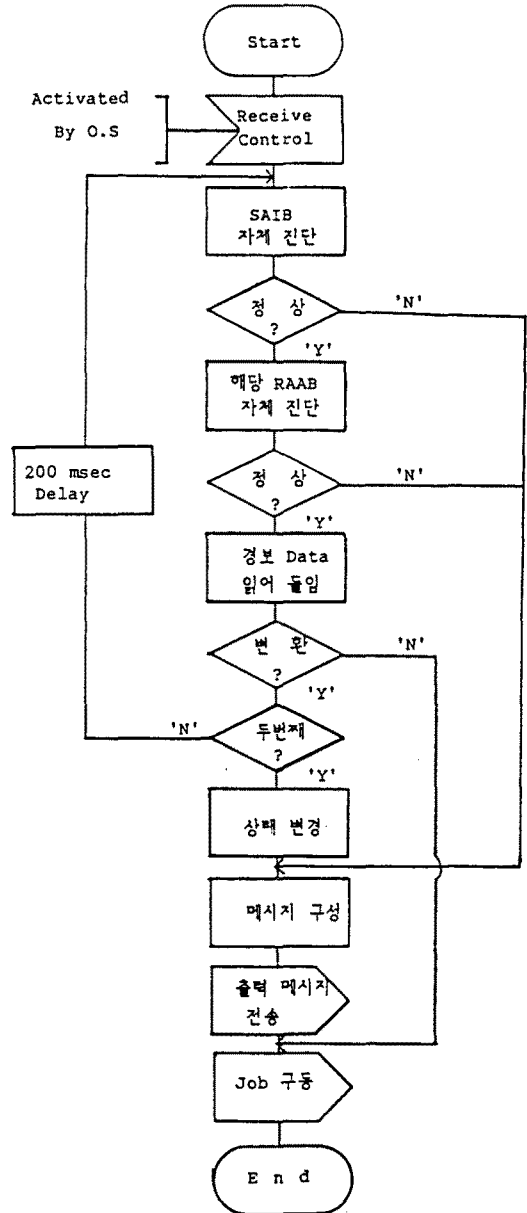 Start
Activated
By O.S
Receive
Control
SAIB
자체 진단
정 상
?
'N'
'Y'
해당 RAAB
자체 진단
정 상
?
'N'
'Y'
200 msec
Delay
경보 Data
읽어 들임
변 환
?
'N'
'Y'
'N'
두번째
?
'Y'
상태 변경
메시지 구성
출력 메시지
전송
Job 구동
E n d